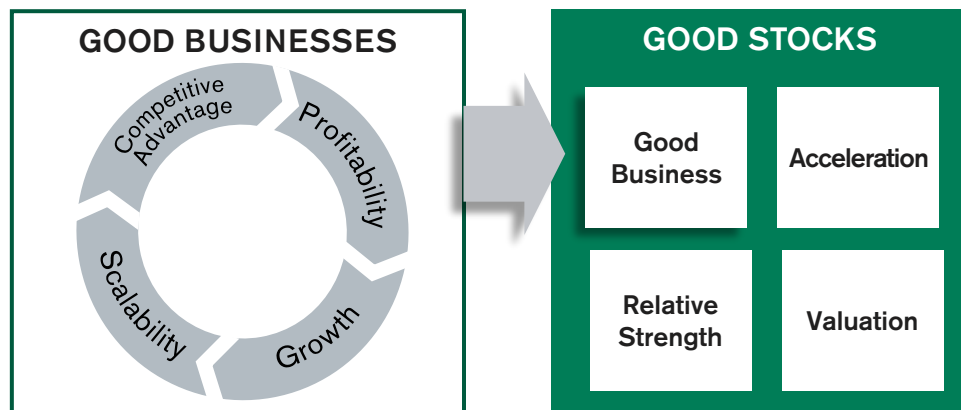 GOOD BUSINESSES
Competitive
Advantage
Profitability
Growth
Scalability
GOOD STOCKS
Good
Business
Acceleration
Relative
Strength
Valuation